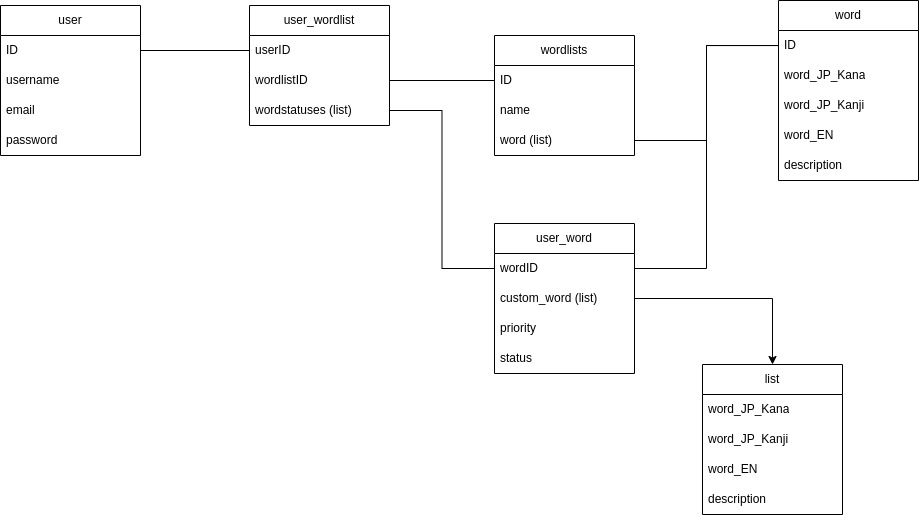 user
ID
username
email
password
user_wordlist
userID
wordlistID
wordstatuses (list)
wordlists
ID
name
word (list)
word
ID
word_JP_Kana
word_JP_Kanji
word_EN
description
user_word
wordID
custom_word (list)
priority
status
list
word_JP_Kana
word_JP_Kanji
word_EN
description